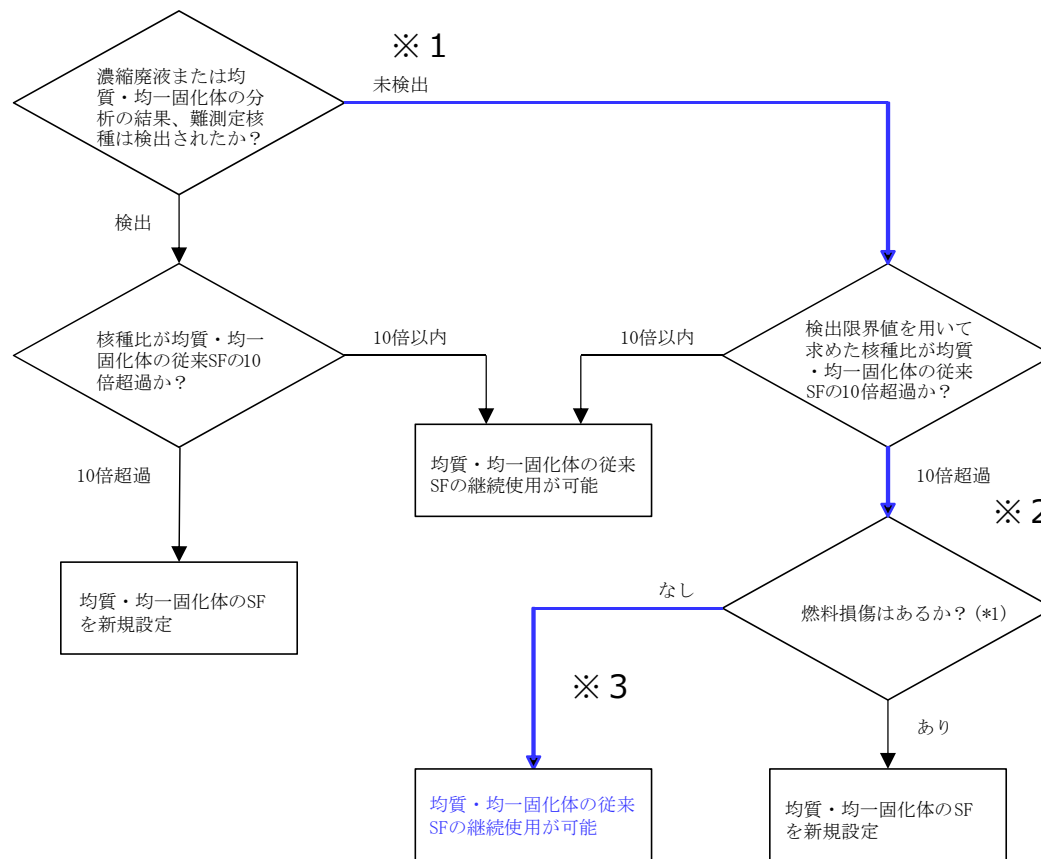 ※１
濃縮廃液または均
質・均一固化体の分
析の結果、難測定核
種は検出されたか？
未検出
検出
核種比が均質・均一
固化体の従来SFの10
倍超過か？
10倍以内
10倍以内
検出限界値を用いて
求めた核種比が均質
・均一固化体の従来
SFの10倍超過か？
均質・均一固化体の従来
SFの継続使用が可能
10倍超過
10倍超過
※２
均質・均一固化体のSF
を新規設定
なし
燃料損傷はあるか？(*1)
※３
あり
均質・均一固化体の従来
SFの継続使用が可能
均質・均一固化体のSF
を新規設定